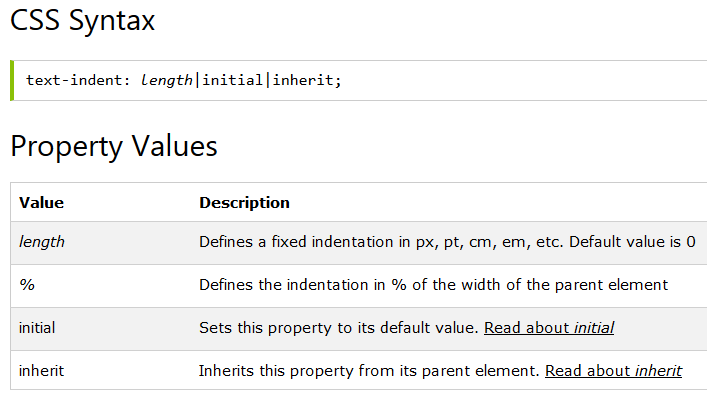 CSS Syntax
text-indent: length|initial|inherit;
Property Values
Value Description
length Defines a fixed indentation in px, pt, cm, em, etc. Default value is 0
% Defines the indentation in % of the width of the parent element
initial Sets this property to its default value. Read about initial
inherit Inherits this property from its parent element. Read about inherit